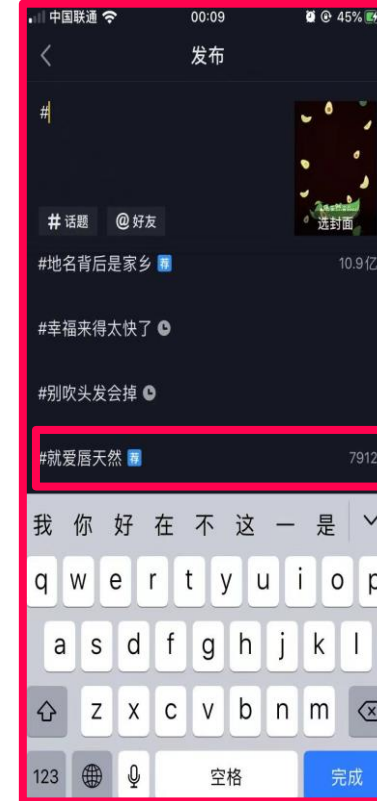 中国联通 00:09 45%
发布
#
# 话题 @ 好友
选封面
#地名背后是家乡 荐 10.9亿
#幸福来得太快了
#别吹头发会掉
#就爱唇天然 荐 7912
我 你 好 在 不 这 一 是
q w e r t y u i o p
a s d f g h j k l
z x c v b n m
123 空格 完成